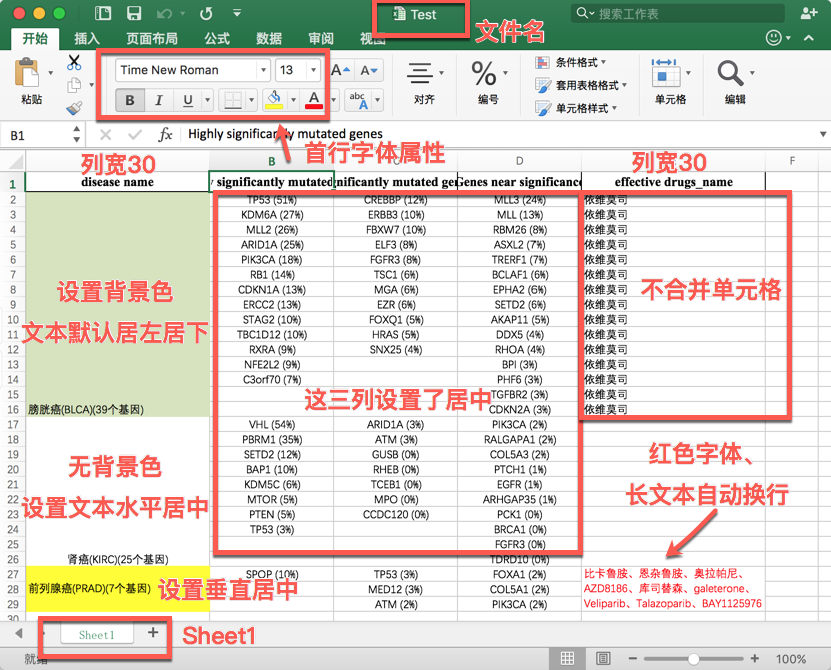 Test
文件名
搜索工作表
开始 插入 页面布局 公式 数据 审阅 视图
粘贴
Time New Roman
13
A A
B I U
A
abc A
对齐
%
编号
条件格式
套用表格格式
单元格样式
单元格
编辑
B1
fx
Highly significantly mutated genes
首行字体属性
列宽30
列宽30
A B C D E F
1 disease name y significantly mutated gnificantly mutated ger Genes near significance effective drugs_name
2 TP53 (51%) CREBBP (12%) MLL3 (24%) 依维莫司
3 KDM6A (27%) ERBB3 (10%) MLL (13%) 依维莫司
4 MLL2 (26%) FBXW7 (10%) RBM26 (8%) 依维莫司
5 ARID1A (25%) ELF3 (8%) ASXL2 (7%) 依维莫司
6 PIK3CA (18%) FGFR3 (8%) TRERF1 (7%) 依维莫司
7 RB1 (14%) TSC1 (6%) BCLAF1 (6%) 依维莫司
8 CDKN1A (13%) MGA (6%) EPHA2 (6%) 依维莫司
9 ERCC2 (13%) EZR (6%) SETD2 (6%) 依维莫司
10 STAG2 (10%) FOXQ1 (5%) AKAP11 (5%) 依维莫司
11 TBC1D12 (10%) HRAS (5%) DDX5 (4%) 依维莫司
12 RXRA (9%) SNX25 (4%) RHOA (4%) 依维莫司
13 NFE2L2 (9%) BPI (3%) 依维莫司
14 C3orf70 (7%) PHF6 (3%) 依维莫司
15 TGFBR2 (3%) 依维莫司
16 膀胱癌(BLCA)(39个基因) CDKN2A (3%) 依维莫司
设置背景色
文本默认居左居下
不合并单元格
这三列设置了居中
17 VHL (54%) ARID1A (3%) PIK3CA (2%)
18 PBRM1 (35%) ATM (3%) RALGAPA1 (2%)
19 SETD2 (12%) GUSB (0%) COL5A3 (2%)
20 BAP1 (10%) RHEB (0%) PTCH1 (1%)
21 KDM5C (6%) TCEB1 (0%) EGFR (1%)
22 MTOR (5%) MPO (0%) ARHGAP35 (1%)
23 PTEN (5%) CCDC120 (0%) PCK1 (0%)
24 TP53 (3%) BRCA1 (0%)
25 FGFR3 (0%)
26 肾癌(KIRC)(25个基因) TDRD10 (0%)
无背景色
设置文本水平居中
红色字体、
长文本自动换行
27 SPOP (10%) TP53 (3%) FOXA1 (2%) 比卡鲁胺、恩杂鲁胺、奥拉帕尼、
28 前列腺癌(PRAD)(7个基因) MED12 (3%) COL5A1 (2%) AZD8186、库司替森、galeterone、
29 ATM (2%) PIK3CA (2%) Veliparib、Talazoparib、BAY1125976
设置垂直居中
Sheet1
Sheet1
就绪
100%